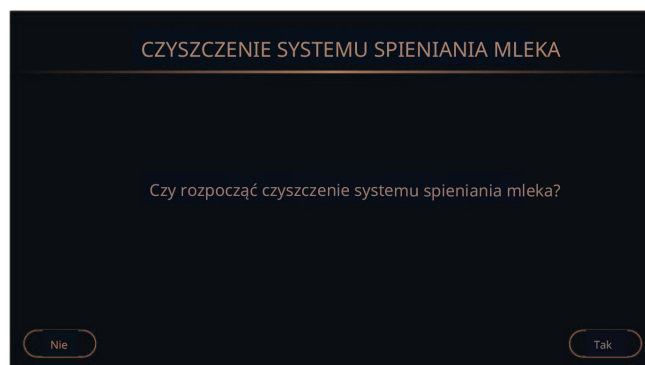 CZYSZCZENIE SYSTEMU SPIENIANIA MLEKA
Czy rozpocząć czyszczenie systemu spieniania mleka?
Nie
Tak